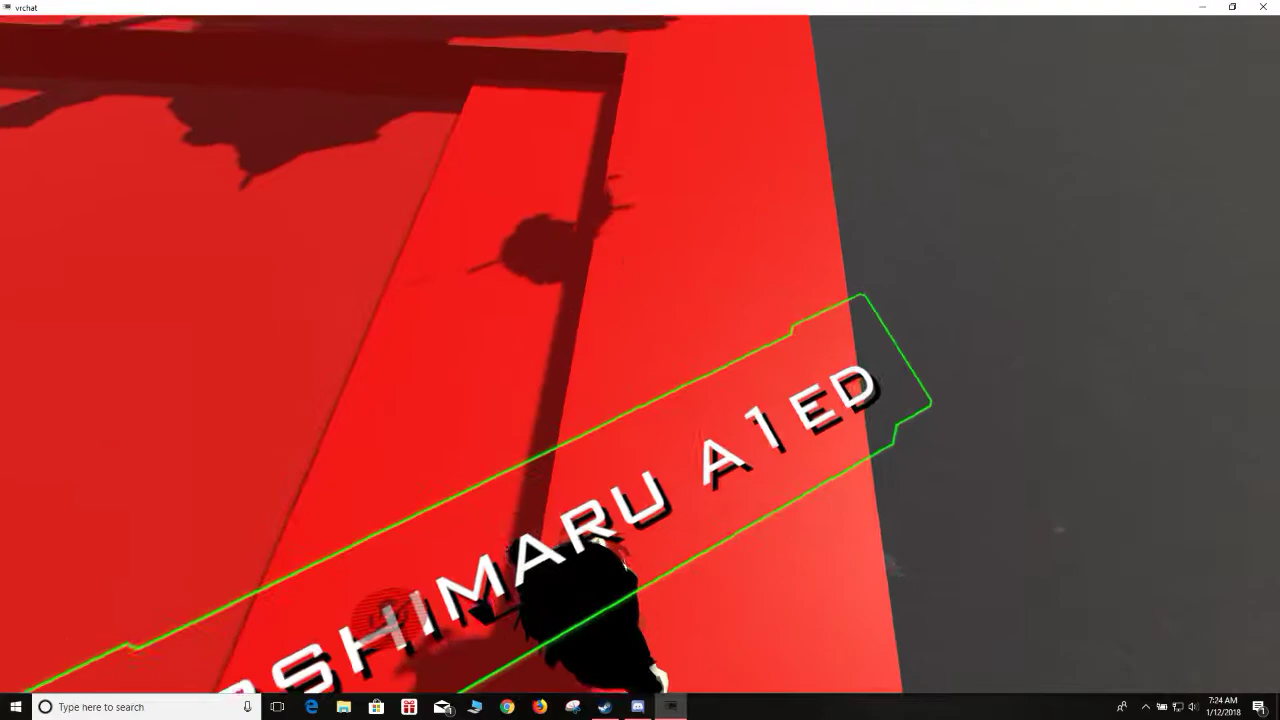 vrchat
SHIMARU A1ED
Type here to search
7:24 AM
1/12/2018